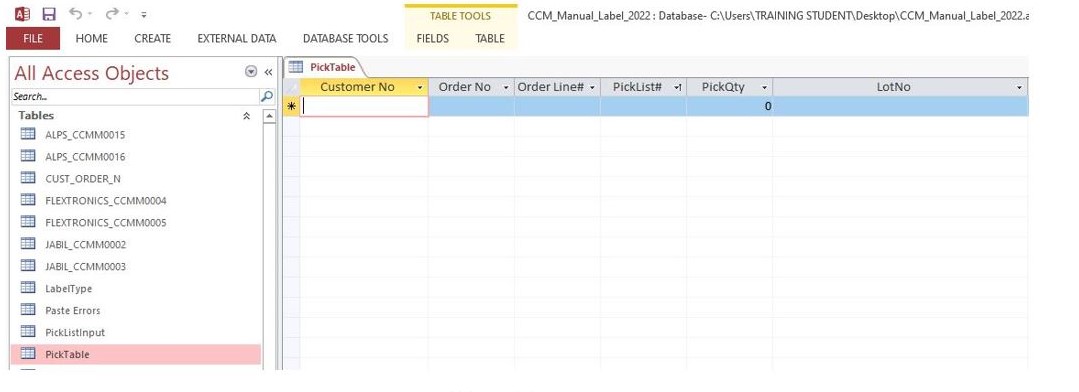 TABLE TOOLS
CCM_Manual_Label_2022 : Database- C:\Users\TRAINING STUDENT\Desktop\CCM_Manual_Label_2022.a
FILE HOME CREATE EXTERNAL DATA DATABASE TOOLS FIELDS TABLE
All Access Objects
Search...
Tables
ALPS_CCMM0015
ALPS_CCMM0016
CUST_ORDER_N
FLEXTRONICS_CCMM0004
FLEXTRONICS_CCMM0005
JABIL_CCMM0002
JABIL_CCMM0003
LabelType
Paste Errors
PickListInput
PickTable
PickTable
Customer No Order No Order Line# PickList# PickQty LotNo
0